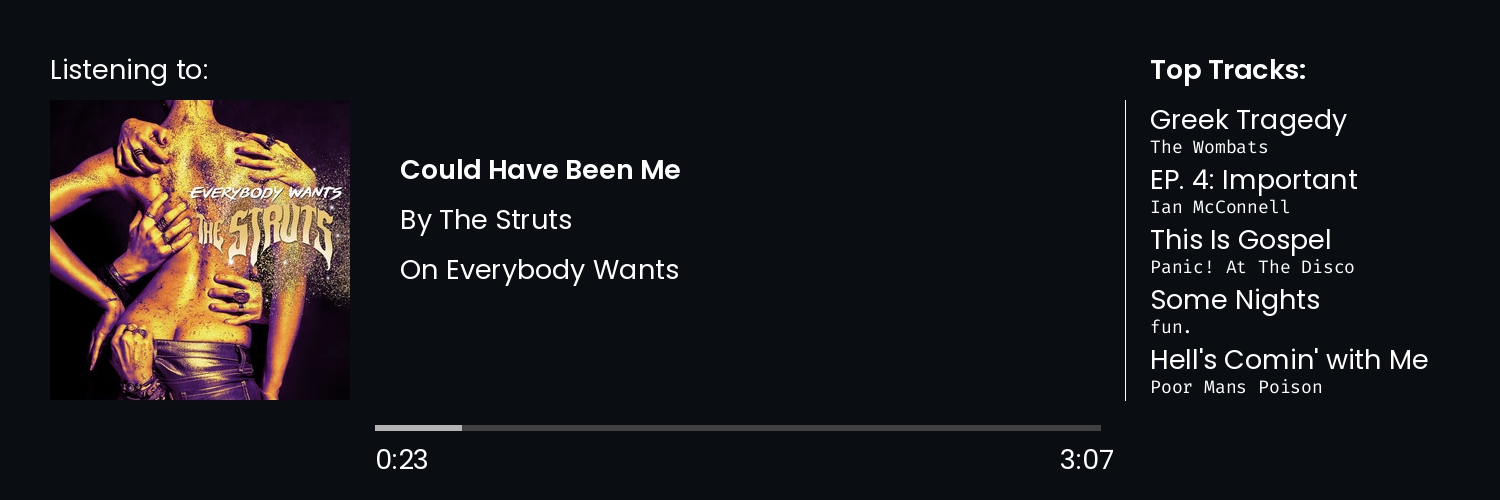 Listening to:
EVERYBODY WANTS
THE STRUTS
Could Have Been Me
By The Struts
On Everybody Wants
0:23
3:07
Top Tracks:
Greek Tragedy
The Wombats
EP. 4: Important
Ian McConnell
This Is Gospel
Panic! At The Disco
Some Nights
fun.
Hell's Comin' with Me
Poor Mans Poison